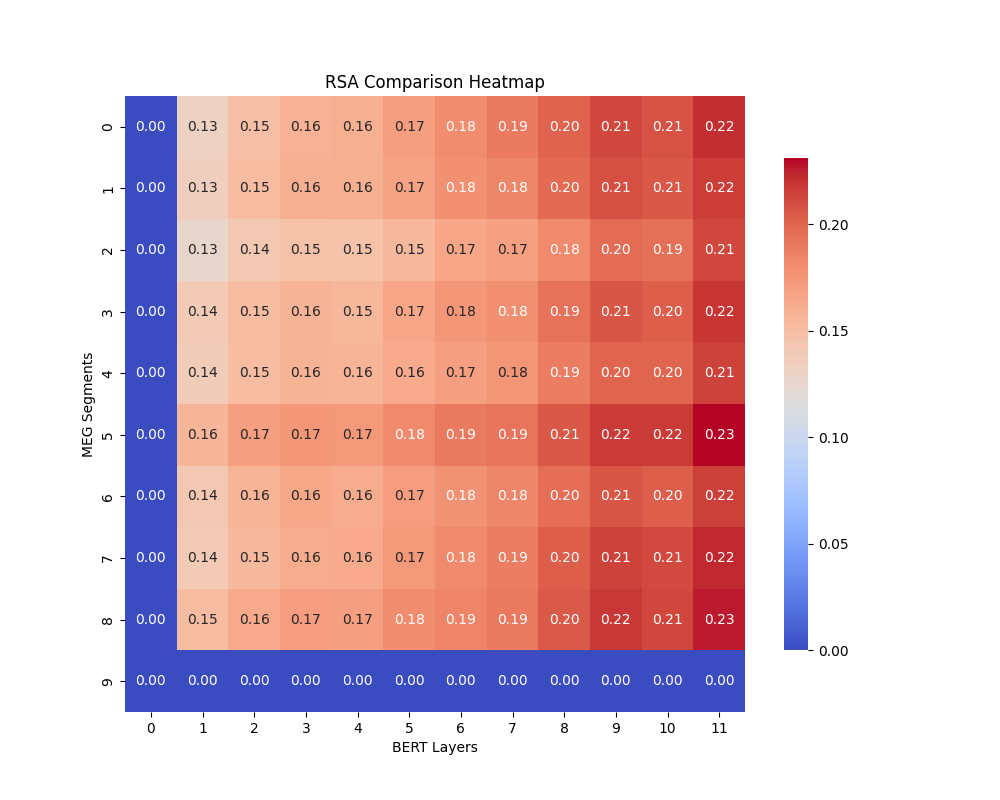 RSA Comparison Heatmap
0 0.00 0.13 0.15 0.16 0.16 0.17 0.18 0.19 0.20 0.21 0.21 0.22
1 0.00 0.13 0.15 0.16 0.16 0.17 0.18 0.18 0.20 0.21 0.21 0.22
2 0.00 0.13 0.14 0.15 0.15 0.15 0.17 0.17 0.18 0.20 0.19 0.21
3 0.00 0.14 0.15 0.16 0.15 0.17 0.18 0.18 0.19 0.21 0.20 0.22
4 0.00 0.14 0.15 0.16 0.16 0.16 0.17 0.18 0.19 0.20 0.20 0.21
5 0.00 0.16 0.17 0.17 0.17 0.18 0.19 0.19 0.21 0.22 0.22 0.23
6 0.00 0.14 0.16 0.16 0.16 0.17 0.18 0.18 0.20 0.21 0.20 0.22
7 0.00 0.14 0.15 0.16 0.16 0.17 0.18 0.19 0.20 0.21 0.21 0.22
8 0.00 0.15 0.16 0.17 0.17 0.18 0.19 0.19 0.20 0.22 0.21 0.23
9 0.00 0.00 0.00 0.00 0.00 0.00 0.00 0.00 0.00 0.00 0.00 0.00
0 1 2 3 4 5 6 7 8 9 10 11
BERT Layers
MEG Segments
0.20
0.15
0.10
0.05
0.00